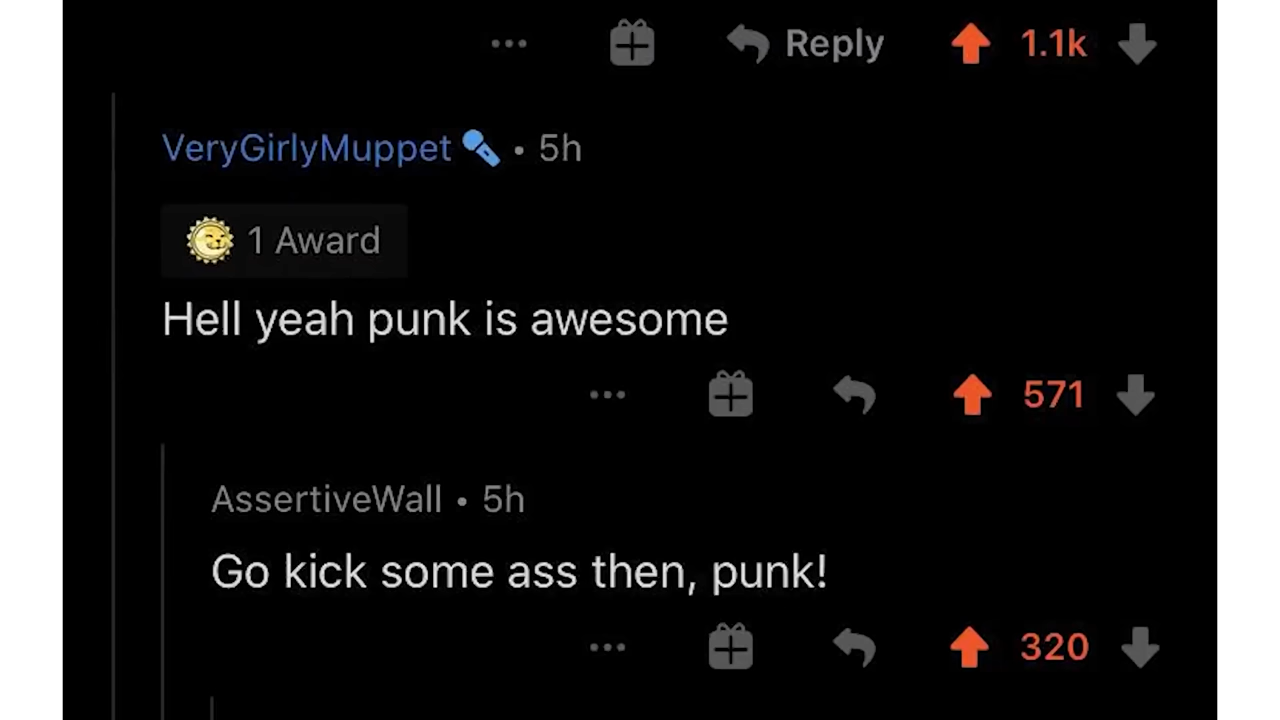 Reply 1.1k
VeryGirlyMuppet • 5h
1 Award
Hell yeah punk is awesome
571
AssertiveWall • 5h
Go kick some ass then, punk!
320